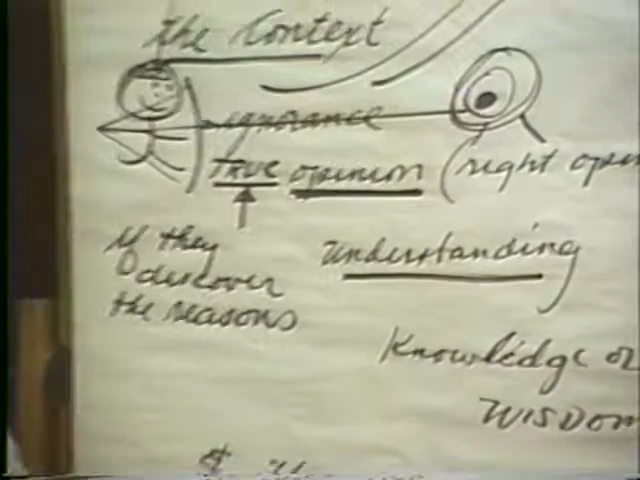 the Context
ignorance
True opinion (right opin
if they
discover
the reasons
Understanding
Knowledge or
WISDOM